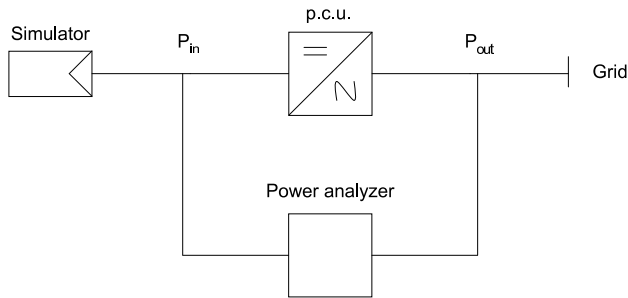 p.c.u.
Simulator
P_in
P_out
Grid
Power analyzer